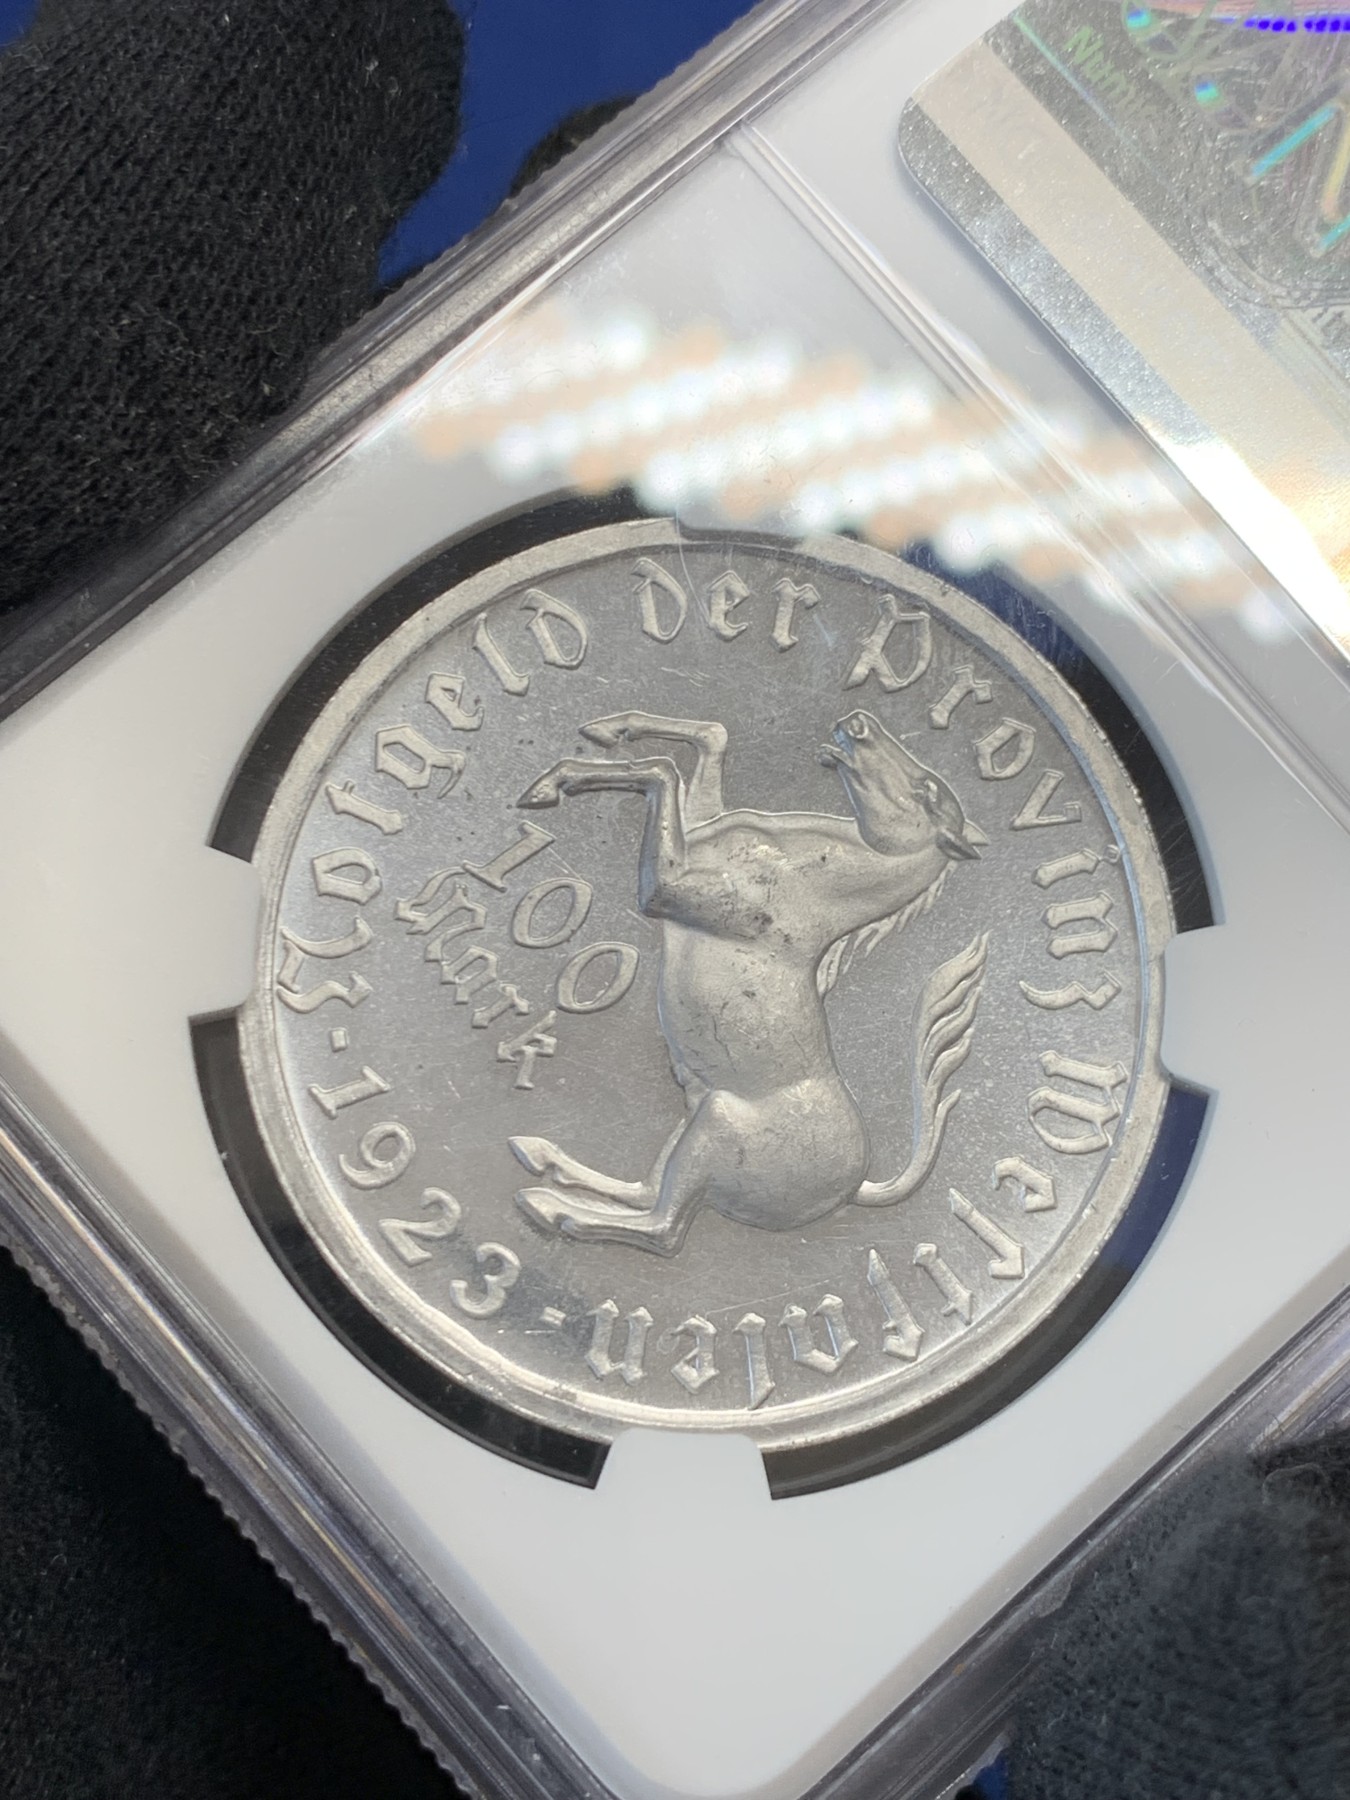 Notgeld der Provinz Westfalen
-1923-
100
Mark